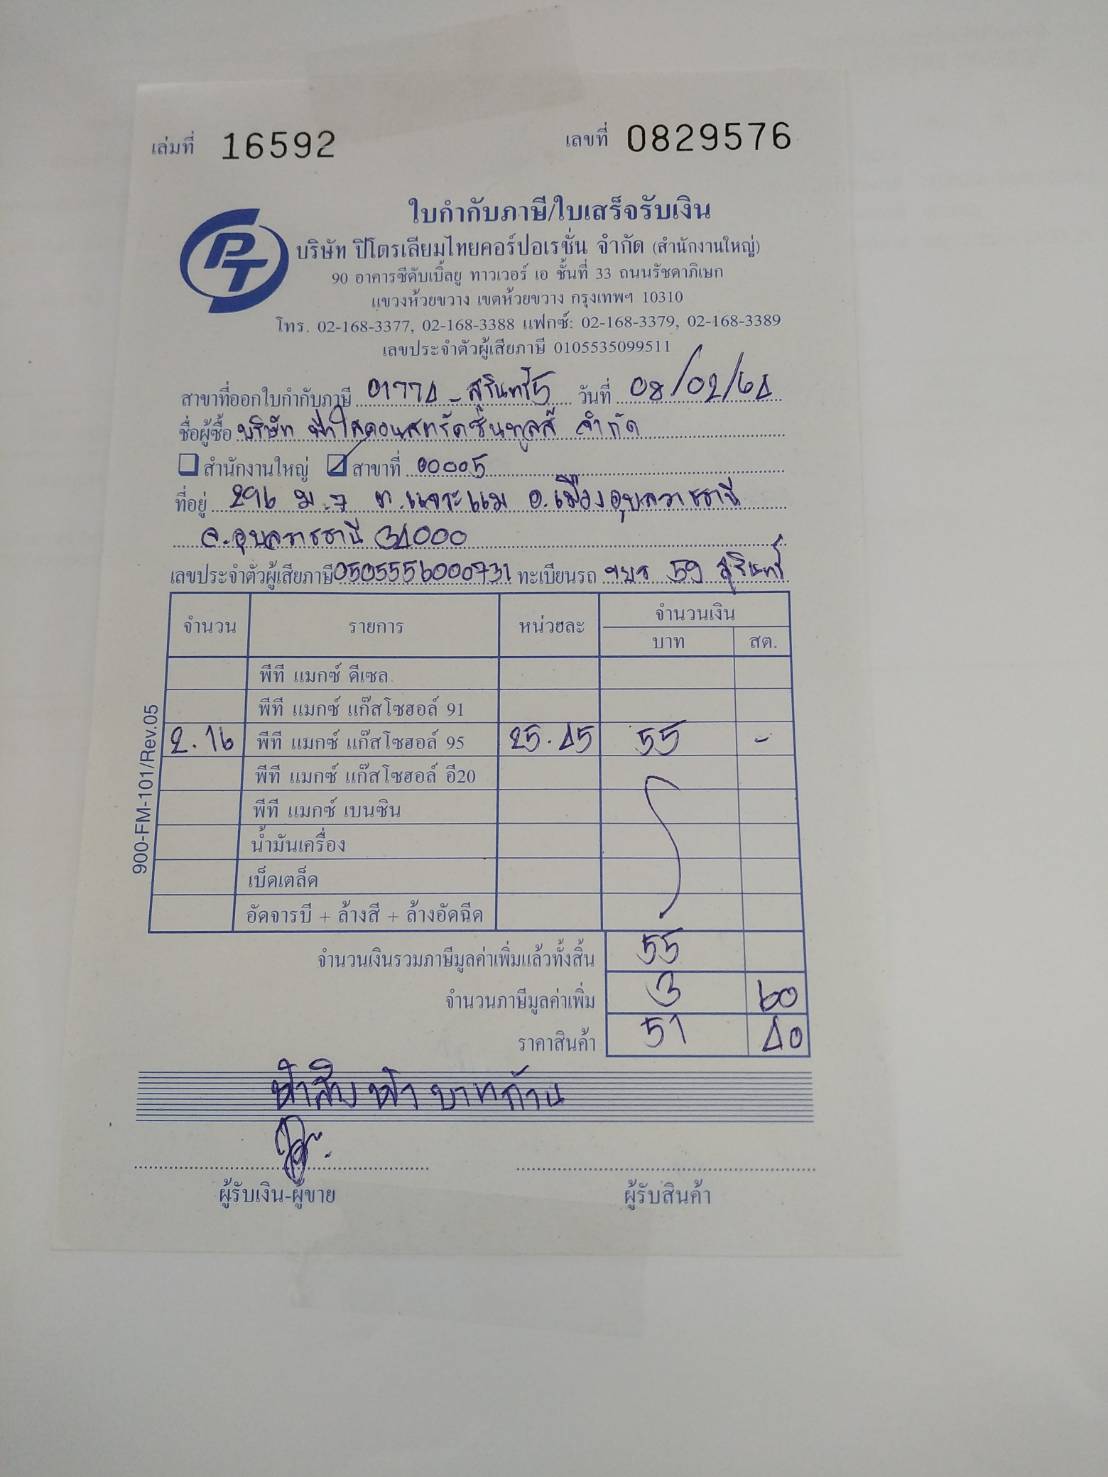 เล่มที่ 16592 เลขที่ 0829576
ใบกำกับภาษี/ใบเสร็จรับเงิน
PT
บริษัท ปิโตรเลียมไทยคอร์ปอเรชั่น จำกัด (สำนักงานใหญ่)
90 อาคารซีดับเบิ้ลยู ทาวเวอร์ เอ ชั้นที่ 33 ถนนรัชดาภิเษก
แขวงห้วยขวาง เขตห้วยขวาง กรุงเทพฯ 10310
โทร. 02-168-3377, 02-168-3388 แฟกซ์: 02-168-3379, 02-168-3389
เลขประจำตัวผู้เสียภาษี 0105535099511
สาขาที่ออกใบกำกับภาษี 01774 - สุรินทร์5 วันที่ 08/02/64
ชื่อผู้ซื้อ บริษัท ฟ้าใสคอนสทรัคชั่นทูลส์ จำกัด
สำนักงานใหญ่ สาขาที่ 00005
ที่อยู่ 296 ม.7 ต.แจระแม อ.เมืองอุบลราชธานี
จ.อุบลราชธานี 34000
เลขประจำตัวผู้เสียภาษี 0505556000731 ทะเบียนรถ 59 สุรินทร์
จำนวน รายการ หน่วยละ จำนวนเงิน
บาท สต.
พีที แมกซ์ ดีเซล
พีที แมกซ์ แก๊สโซฮอล์ 91
2.16 พีที แมกซ์ แก๊สโซฮอล์ 95 25.45 55 -
พีที แมกซ์ แก๊สโซฮอล์ อี20
พีที แมกซ์ เบนซิน
น้ำมันเครื่อง
เบ็ดเตล็ด
อัดจารบี + ล้างสี + ล้างอัดฉีด
จำนวนเงินรวมภาษีมูลค่าเพิ่มแล้วทั้งสิ้น 55
จำนวนภาษีมูลค่าเพิ่ม 3 60
ราคาสินค้า 51 40
ห้าสิบห้าบาทถ้วน
ผู้รับเงิน-ผู้ขาย ผู้รับสินค้า
900-FM-101/Rev.05